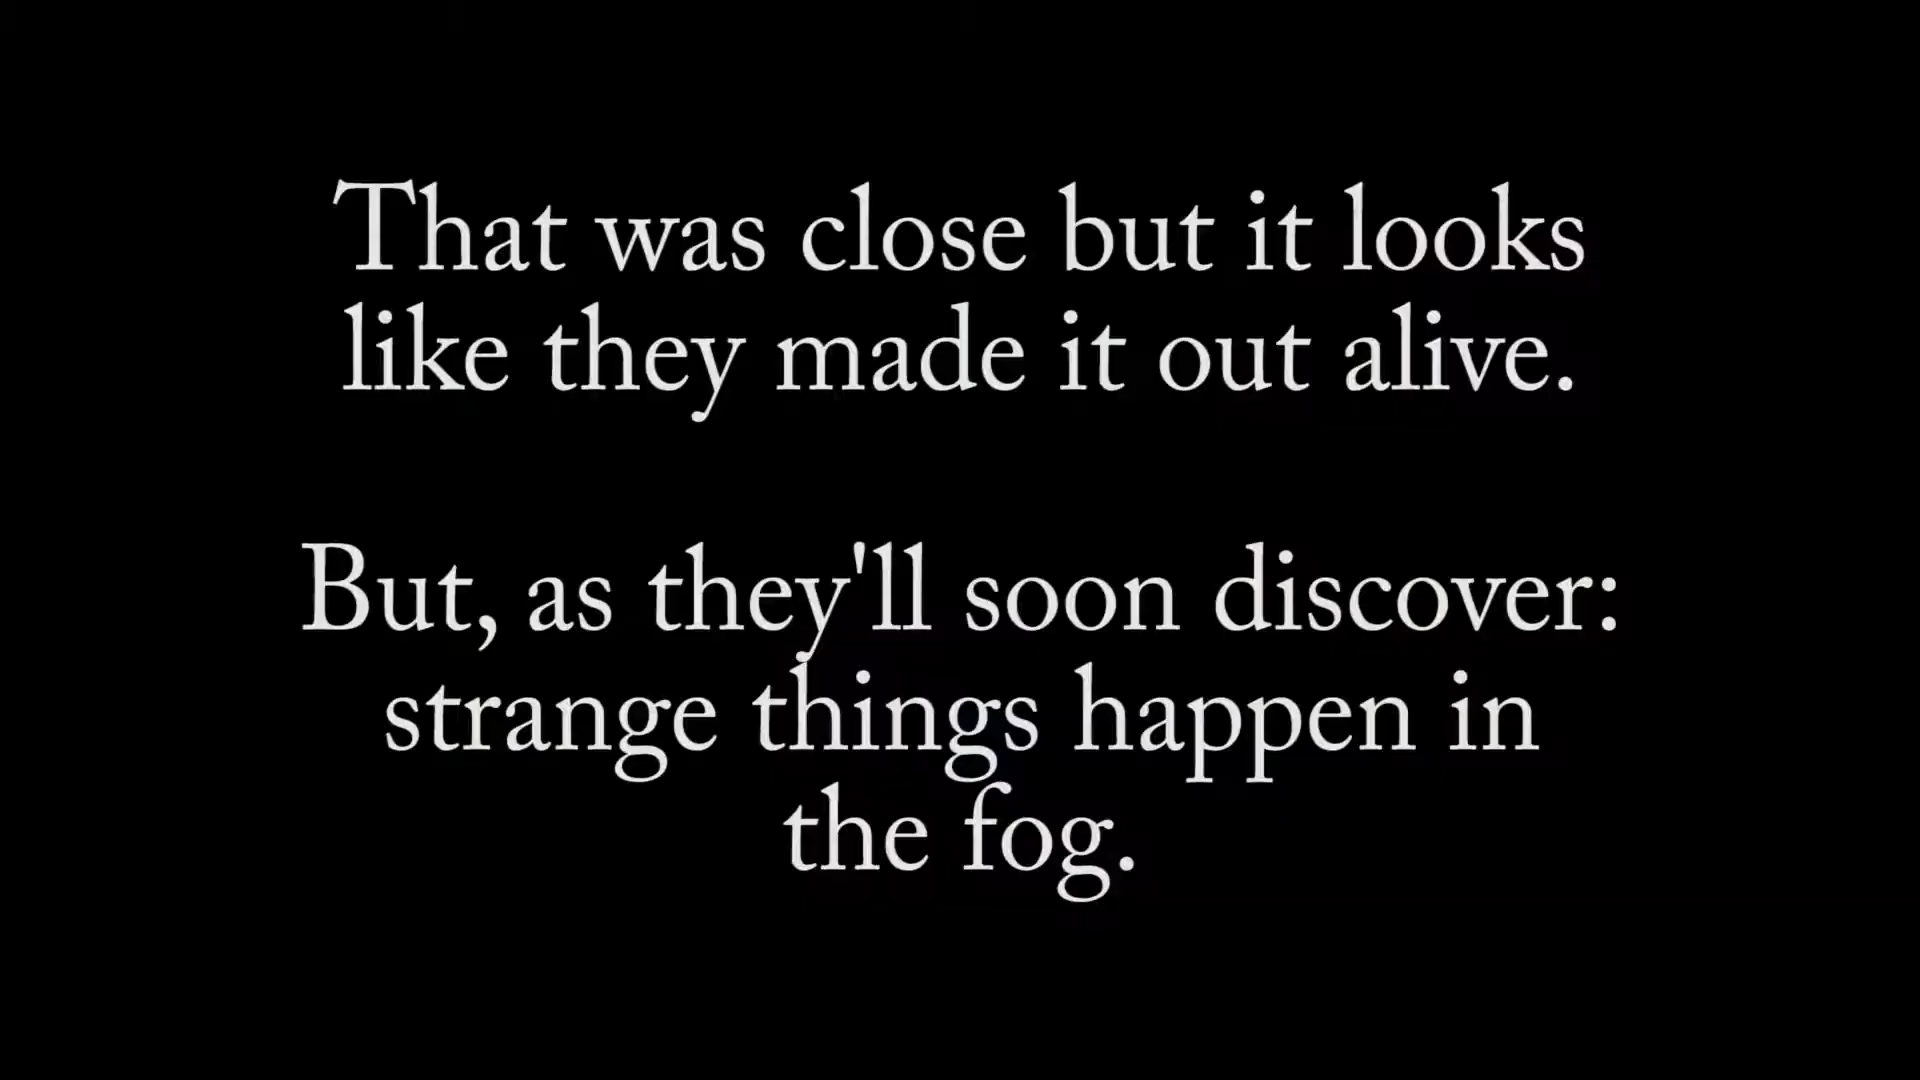 That was close but it looks
like they made it out alive.
But, as they'll soon discover:
strange things happen in
the fog.